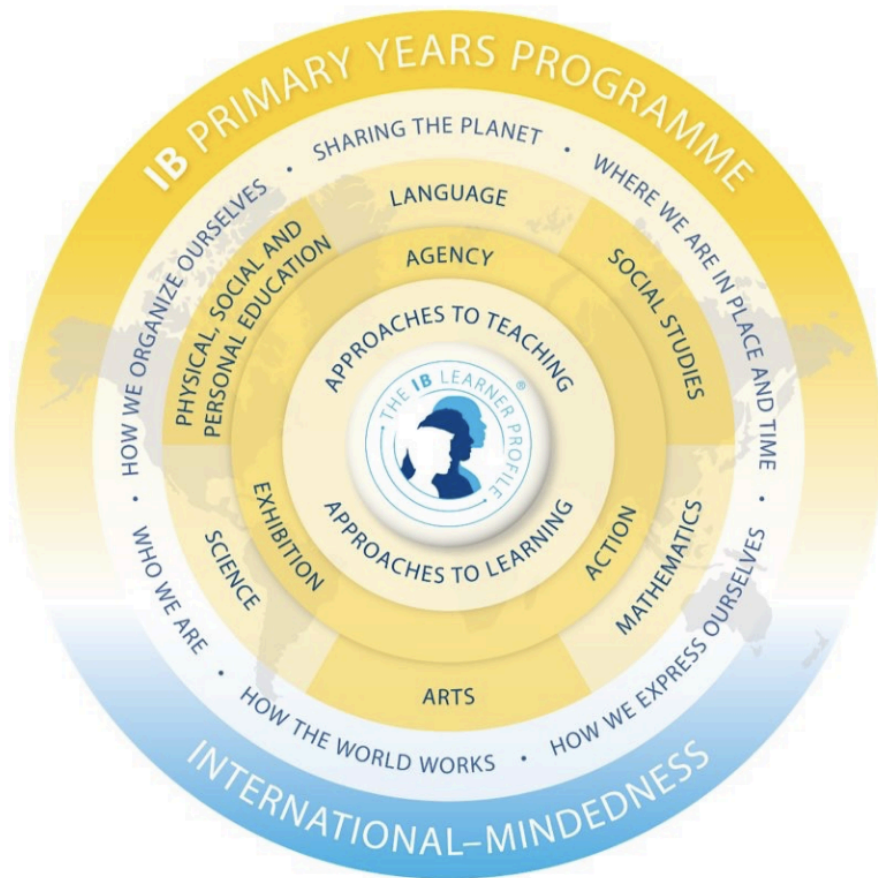 IB PRIMARY YEARS PROGRAMME
SHARING THE PLANET
•
WHERE WE ARE IN PLACE AND TIME
•
HOW WE EXPRESS OURSELVES
•
HOW THE WORLD WORKS
•
WHO WE ARE
•
HOW WE ORGANIZE OURSELVES
•
LANGUAGE
SOCIAL STUDIES
MATHEMATICS
ARTS
SCIENCE
PHYSICAL, SOCIAL AND
PERSONAL EDUCATION
AGENCY
ACTION
EXHIBITION
APPROACHES TO TEACHING
APPROACHES TO LEARNING
• THE IB LEARNER PROFILE •
®
INTERNATIONAL–MINDEDNESS